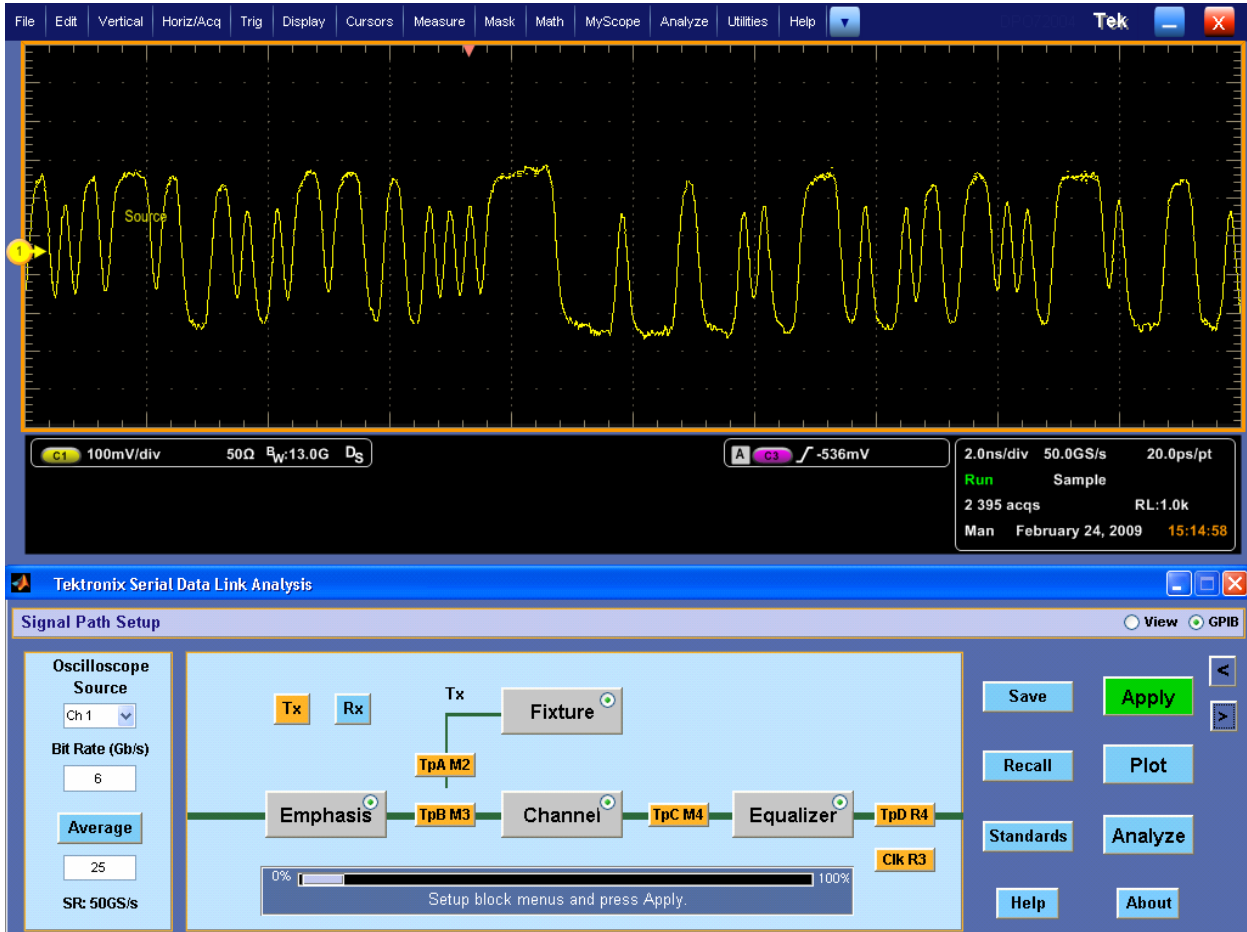 File Edit Vertical Horiz/Acq Trig Display Cursors Measure Mask Math MyScope Analyze Utilities Help Tek
Source
1
C1 100mV/div 50Ω BW:13.0G DS
A C3 -536mV
2.0ns/div 50.0GS/s 20.0ps/pt
Run Sample
2 395 acqs RL:1.0k
Man February 24, 2009 15:14:58
Tektronix Serial Data Link Analysis
Signal Path Setup
View GPIB
Oscilloscope
Source
Ch 1
Bit Rate (Gb/s)
6
Average
25
SR: 50GS/s
Tx Rx
Tx
Fixture
TpA M2
Emphasis TpB M3 Channel TpC M4 Equalizer TpD R4
Clk R3
0% 100%
Setup block menus and press Apply.
Save Apply <
>
Recall Plot
Standards Analyze
Help About